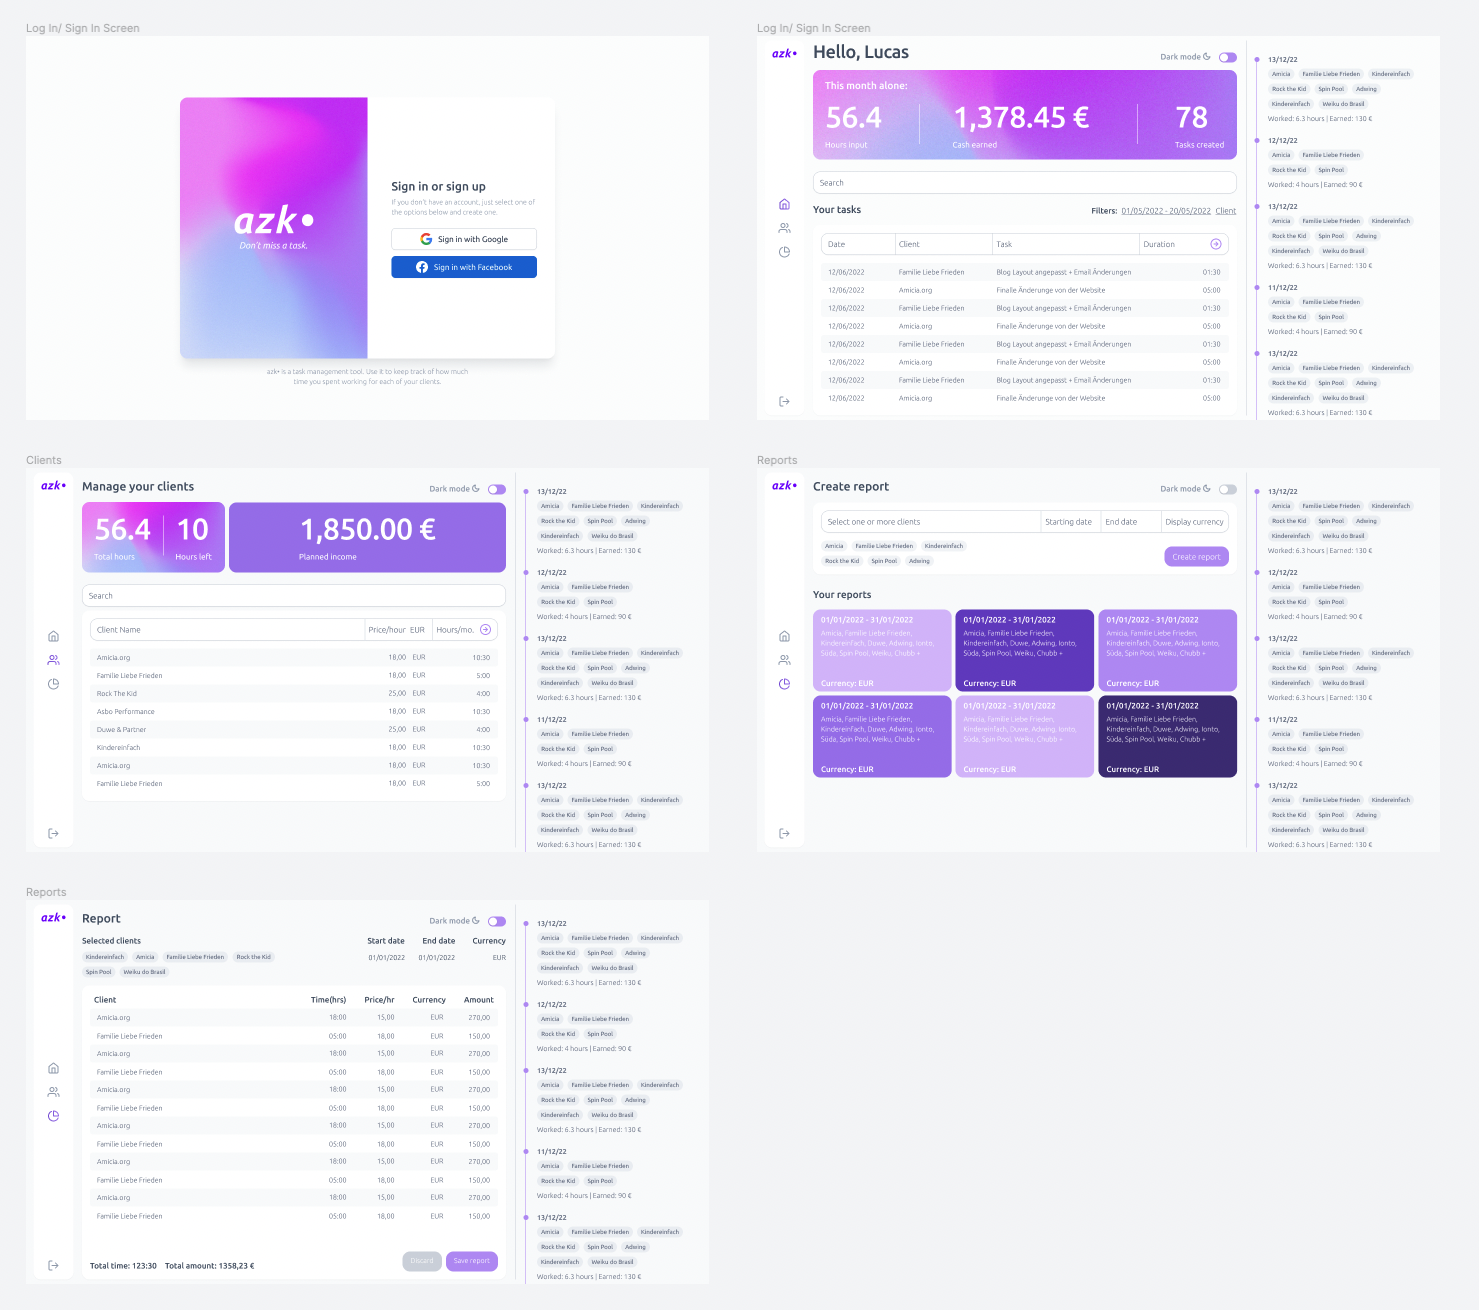 Log In/ Sign In Screen
azk•
Don't miss a task.
Sign in or sign up
If you don't have an account, just select one of
the options below and create one.
Sign in with Google
Sign in with Facebook
azk• is a task management tool. Use it to keep track of how much
time you spent working for each of your clients.
Log In/ Sign In Screen
azk•
Hello, Lucas
Dark mode
This month alone:
56.4 1,378.45 € 78
Hours input Cash earned Tasks created
Search
Your tasks
Filters: 01/05/2022 - 20/05/2022 Client
Date Client Task Duration
12/06/2022 Familie Liebe Frieden Blog Layout angepasst + Email Änderungen 01:30
12/06/2022 Amicia.org Finalle Änderunge von der Website 05:00
12/06/2022 Familie Liebe Frieden Blog Layout angepasst + Email Änderungen 01:30
12/06/2022 Amicia.org Finalle Änderunge von der Website 05:00
12/06/2022 Familie Liebe Frieden Blog Layout angepasst + Email Änderungen 01:30
12/06/2022 Amicia.org Finalle Änderunge von der Website 05:00
12/06/2022 Familie Liebe Frieden Blog Layout angepasst + Email Änderungen 01:30
12/06/2022 Amicia.org Finalle Änderunge von der Website 05:00
13/12/22
Amicia Familie Liebe Frieden Kindereinfach
Rock the Kid Spin Pool Adwing
Kindereinfach Weiku do Brasil
Worked: 6.3 hours | Earned: 130 €
12/12/22
Amicia Familie Liebe Frieden
Rock the Kid Spin Pool
Worked: 4 hours | Earned: 90 €
13/12/22
Amicia Familie Liebe Frieden Kindereinfach
Rock the Kid Spin Pool Adwing
Kindereinfach Weiku do Brasil
Worked: 6.3 hours | Earned: 130 €
11/12/22
Amicia Familie Liebe Frieden
Rock the Kid Spin Pool
Worked: 4 hours | Earned: 90 €
13/12/22
Amicia Familie Liebe Frieden Kindereinfach
Rock the Kid Spin Pool Adwing
Kindereinfach Weiku do Brasil
Worked: 6.3 hours | Earned: 130 €
Clients
azk•
Manage your clients
Dark mode
56.4 10 1,850.00 €
Total hours Hours left Planned income
Search
Client Name Price/hour EUR Hours/mo.
Amicia.org 18,00 EUR 10:30
Familie Liebe Frieden 18,00 EUR 5:00
Rock The Kid 25,00 EUR 4:00
Asbo Performance 18,00 EUR 10:30
Duwe & Partner 25,00 EUR 4:00
Kindereinfach 18,00 EUR 10:30
Amicia.org 18,00 EUR 10:30
Familie Liebe Frieden 18,00 EUR 5:00
13/12/22
Amicia Familie Liebe Frieden Kindereinfach
Rock the Kid Spin Pool Adwing
Kindereinfach Weiku do Brasil
Worked: 6.3 hours | Earned: 130 €
12/12/22
Amicia Familie Liebe Frieden
Rock the Kid Spin Pool
Worked: 4 hours | Earned: 90 €
13/12/22
Amicia Familie Liebe Frieden Kindereinfach
Rock the Kid Spin Pool Adwing
Kindereinfach Weiku do Brasil
Worked: 6.3 hours | Earned: 130 €
11/12/22
Amicia Familie Liebe Frieden
Rock the Kid Spin Pool
Worked: 4 hours | Earned: 90 €
13/12/22
Amicia Familie Liebe Frieden Kindereinfach
Rock the Kid Spin Pool Adwing
Kindereinfach Weiku do Brasil
Worked: 6.3 hours | Earned: 130 €
Reports
azk•
Create report
Dark mode
Select one or more clients Starting date End date Display currency
Amicia Familie Liebe Frieden Kindereinfach
Rock the Kid Spin Pool Adwing
Create report
Your reports
01/01/2022 - 31/01/2022 01/01/2022 - 31/01/2022 01/01/2022 - 31/01/2022
Amicia, Familie Liebe Frieden, Amicia, Familie Liebe Frieden, Amicia, Familie Liebe Frieden,
Kindereinfach, Duwe, Adwing, Ionto, Kindereinfach, Duwe, Adwing, Ionto, Kindereinfach, Duwe, Adwing, Ionto,
Süda, Spin Pool, Weiku, Chubb + Süda, Spin Pool, Weiku, Chubb + Süda, Spin Pool, Weiku, Chubb +
Currency: EUR Currency: EUR Currency: EUR
01/01/2022 - 31/01/2022 01/01/2022 - 31/01/2022 01/01/2022 - 31/01/2022
Amicia, Familie Liebe Frieden, Amicia, Familie Liebe Frieden, Amicia, Familie Liebe Frieden,
Kindereinfach, Duwe, Adwing, Ionto, Kindereinfach, Duwe, Adwing, Ionto, Kindereinfach, Duwe, Adwing, Ionto,
Süda, Spin Pool, Weiku, Chubb + Süda, Spin Pool, Weiku, Chubb + Süda, Spin Pool, Weiku, Chubb +
Currency: EUR Currency: EUR Currency: EUR
13/12/22
Amicia Familie Liebe Frieden Kindereinfach
Rock the Kid Spin Pool Adwing
Kindereinfach Weiku do Brasil
Worked: 6.3 hours | Earned: 130 €
12/12/22
Amicia Familie Liebe Frieden
Rock the Kid Spin Pool
Worked: 4 hours | Earned: 90 €
13/12/22
Amicia Familie Liebe Frieden Kindereinfach
Rock the Kid Spin Pool Adwing
Kindereinfach Weiku do Brasil
Worked: 6.3 hours | Earned: 130 €
11/12/22
Amicia Familie Liebe Frieden
Rock the Kid Spin Pool
Worked: 4 hours | Earned: 90 €
13/12/22
Amicia Familie Liebe Frieden Kindereinfach
Rock the Kid Spin Pool Adwing
Kindereinfach Weiku do Brasil
Worked: 6.3 hours | Earned: 130 €
Reports
azk•
Report
Dark mode
Selected clients Start date End date Currency
Kindereinfach Amicia Familie Liebe Frieden Rock the Kid 01/01/2022 01/01/2022 EUR
Spin Pool Weiku do Brasil
Client Time(hrs) Price/hr Currency Amount
Amicia.org 18:00 15,00 EUR 270,00
Familie Liebe Frieden 05:00 18,00 EUR 150,00
Amicia.org 18:00 15,00 EUR 270,00
Familie Liebe Frieden 05:00 18,00 EUR 150,00
Amicia.org 18:00 15,00 EUR 270,00
Familie Liebe Frieden 05:00 18,00 EUR 150,00
Amicia.org 18:00 15,00 EUR 270,00
Familie Liebe Frieden 05:00 18,00 EUR 150,00
Amicia.org 18:00 15,00 EUR 270,00
Familie Liebe Frieden 05:00 18,00 EUR 150,00
Amicia.org 18:00 15,00 EUR 270,00
Familie Liebe Frieden 05:00 18,00 EUR 150,00
Total time: 123:30 Total amount: 1358,23 €
Discard Save report
13/12/22
Amicia Familie Liebe Frieden Kindereinfach
Rock the Kid Spin Pool Adwing
Kindereinfach Weiku do Brasil
Worked: 6.3 hours | Earned: 130 €
12/12/22
Amicia Familie Liebe Frieden
Rock the Kid Spin Pool
Worked: 4 hours | Earned: 90 €
13/12/22
Amicia Familie Liebe Frieden Kindereinfach
Rock the Kid Spin Pool Adwing
Kindereinfach Weiku do Brasil
Worked: 6.3 hours | Earned: 130 €
11/12/22
Amicia Familie Liebe Frieden
Rock the Kid Spin Pool
Worked: 4 hours | Earned: 90 €
13/12/22
Amicia Familie Liebe Frieden Kindereinfach
Rock the Kid Spin Pool Adwing
Kindereinfach Weiku do Brasil
Worked: 6.3 hours | Earned: 130 €